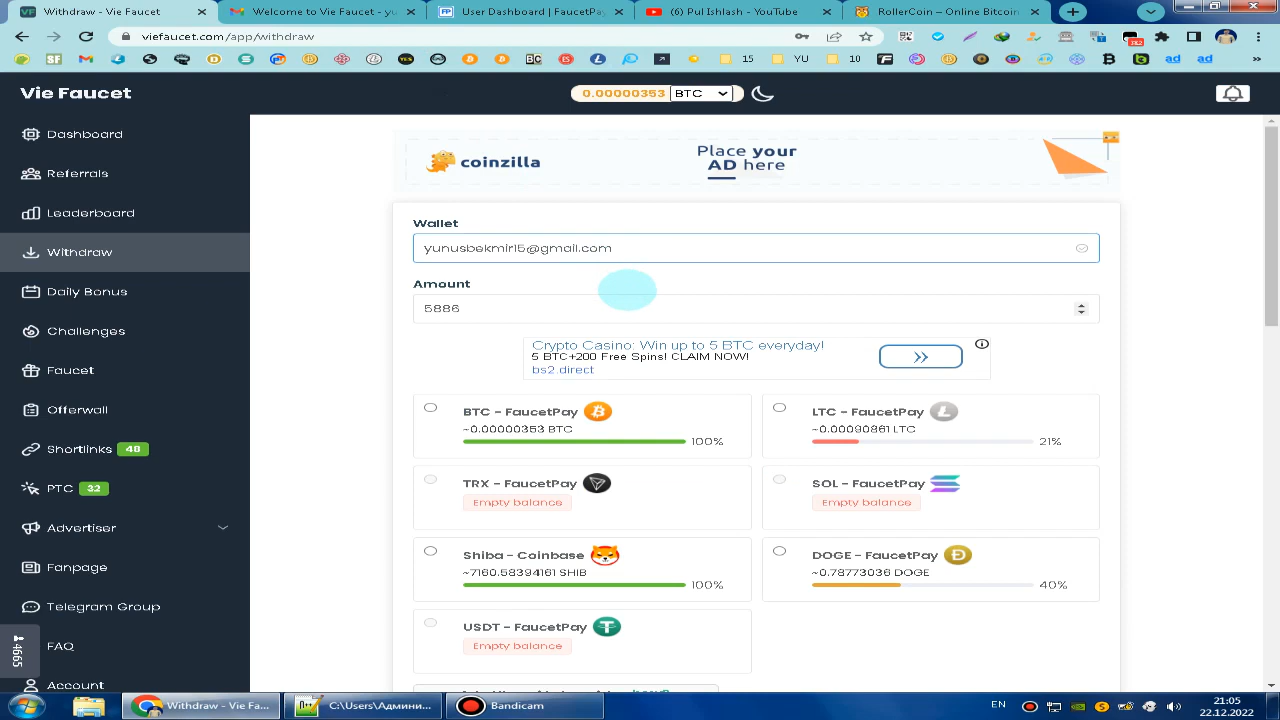 Withdraw - Vie Faucet
Welcome to Vie Faucet - yu
User Dashboard | FaucetPay
(6) Pul Ishlash - YouTube
RollerCoin - Online Bitcoin
viefaucet.com/app/withdraw
15
YU
10
Vie Faucet
0.00000353 BTC
Dashboard
Leaderboard
Withdraw
Daily Bonus
Challenges
Faucet
Offerwall
Shortlinks 40
PTC 32
Advertiser
Fanpage
Telegram Group
FAQ
Account
4665
coinzilla
Place your
AD here
Wallet
yunusbekmir15@gmail.com
Amount
5886
Crypto Casino: Win up to 5 BTC everyday!
5 BTC+200 Free Spins! CLAIM NOW!
bs2.direct
BTC - FaucetPay
~0.00000353 BTC
100%
LTC - FaucetPay
~0.00090861 LTC
21%
TRX - FaucetPay
Empty balance
SOL - FaucetPay
Empty balance
Shiba - Coinbase
~7160.58394161 SHIB
100%
DOGE - FaucetPay
~0.78773036 DOGE
40%
USDT - FaucetPay
Empty balance
Withdraw - Vie Fa...
C:\Users\Админи...
Bandicam
EN
21:05
22.12.2022